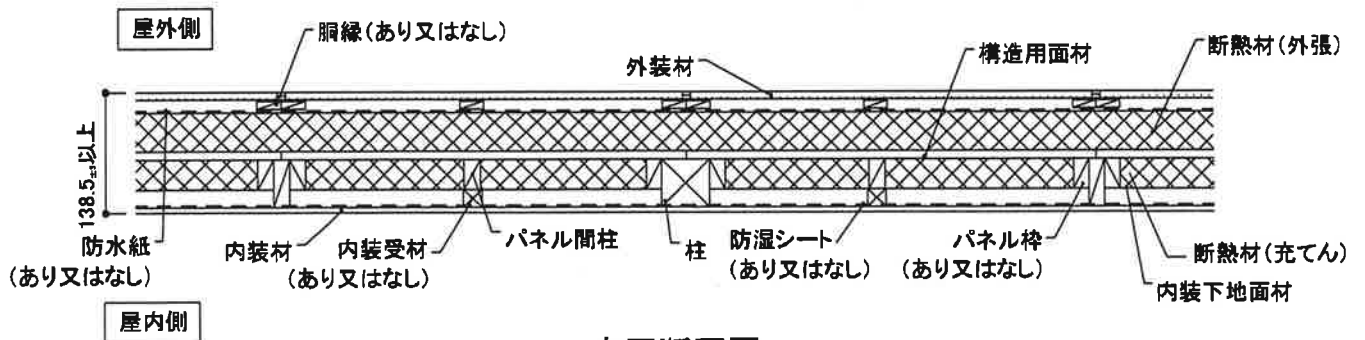 屋外側
胴縁(あり又はなし)
外装材
構造用面材
断熱材(外張)
138.5±3以上
防水紙
(あり又はなし)
内装材
内装受材
(あり又はなし)
パネル間柱
柱
防湿シート
(あり又はなし)
パネル枠
(あり又はなし)
断熱材(充てん)
内装下地面材
屋内側